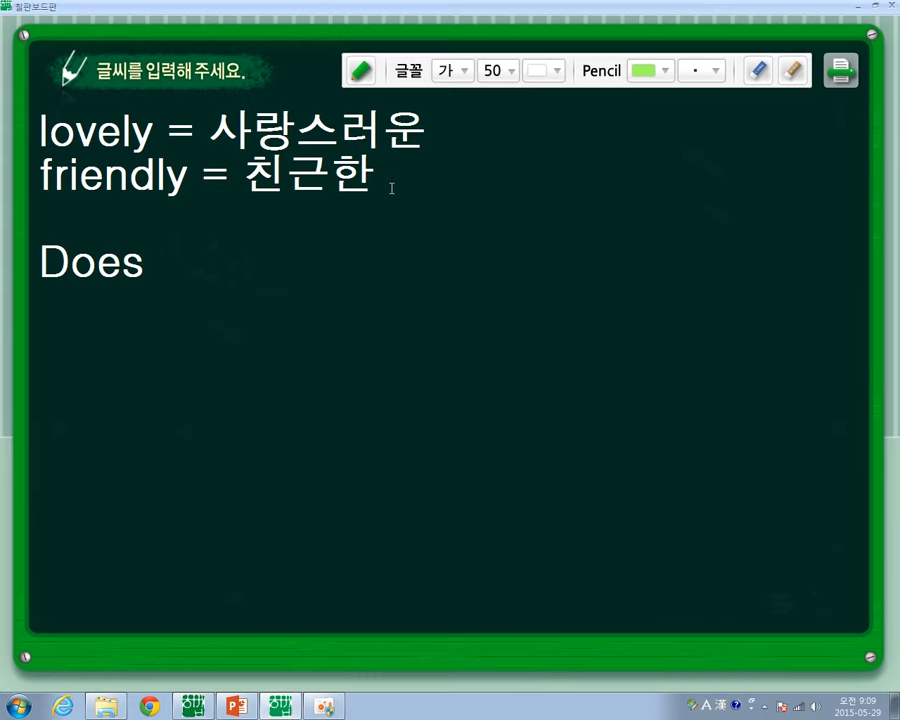 칠판보드판
글씨를 입력해 주세요.
글꼴 가 50 Pencil
lovely = 사랑스러운
friendly = 친근한
Does
A 漢
오전 9:09
2015-05-29